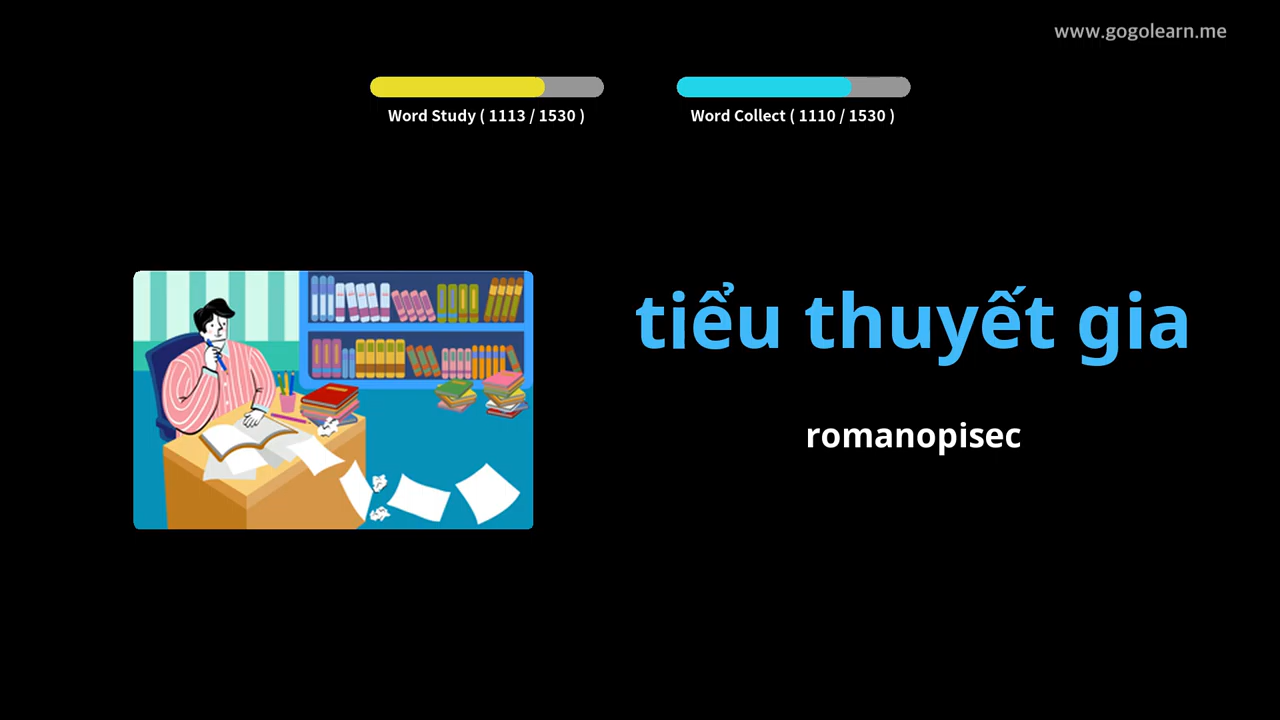 www.gogolearn.me
Word Study ( 1113 / 1530 )
Word Collect ( 1110 / 1530 )
tiểu thuyết gia
romanopisec